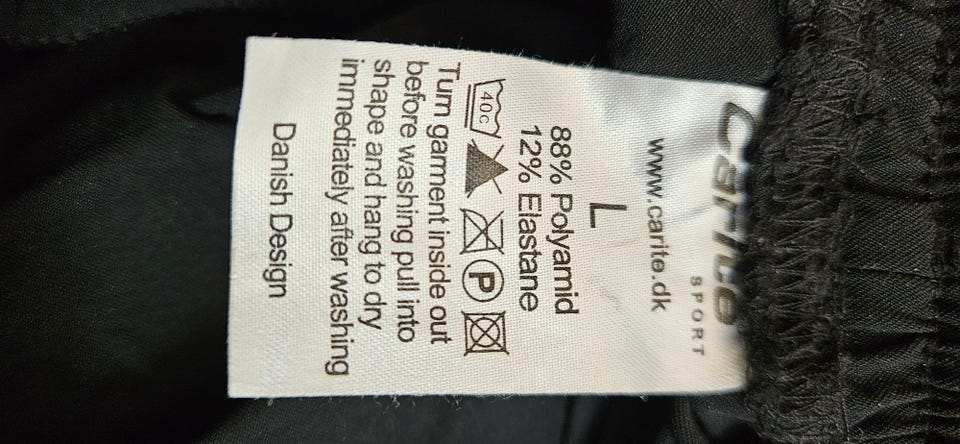 carite
SPORT
www.carite.dk
L
88% Polyamid
12% Elastane
40c P
Turn garment inside out
before washing pull into
shape and hang to dry
immediately after washing
Danish Design